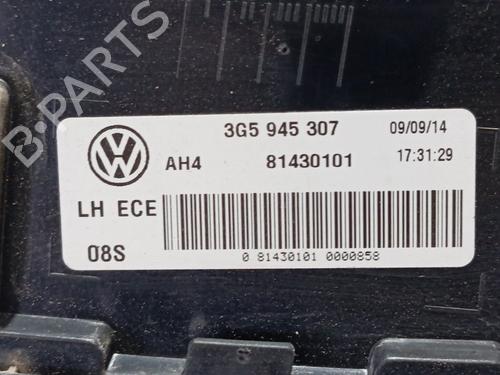 3G5 945 307
09/09/14
AH4
81430101
17:31:29
LH ECE
08S
0 81430101 0000858
B-Parts